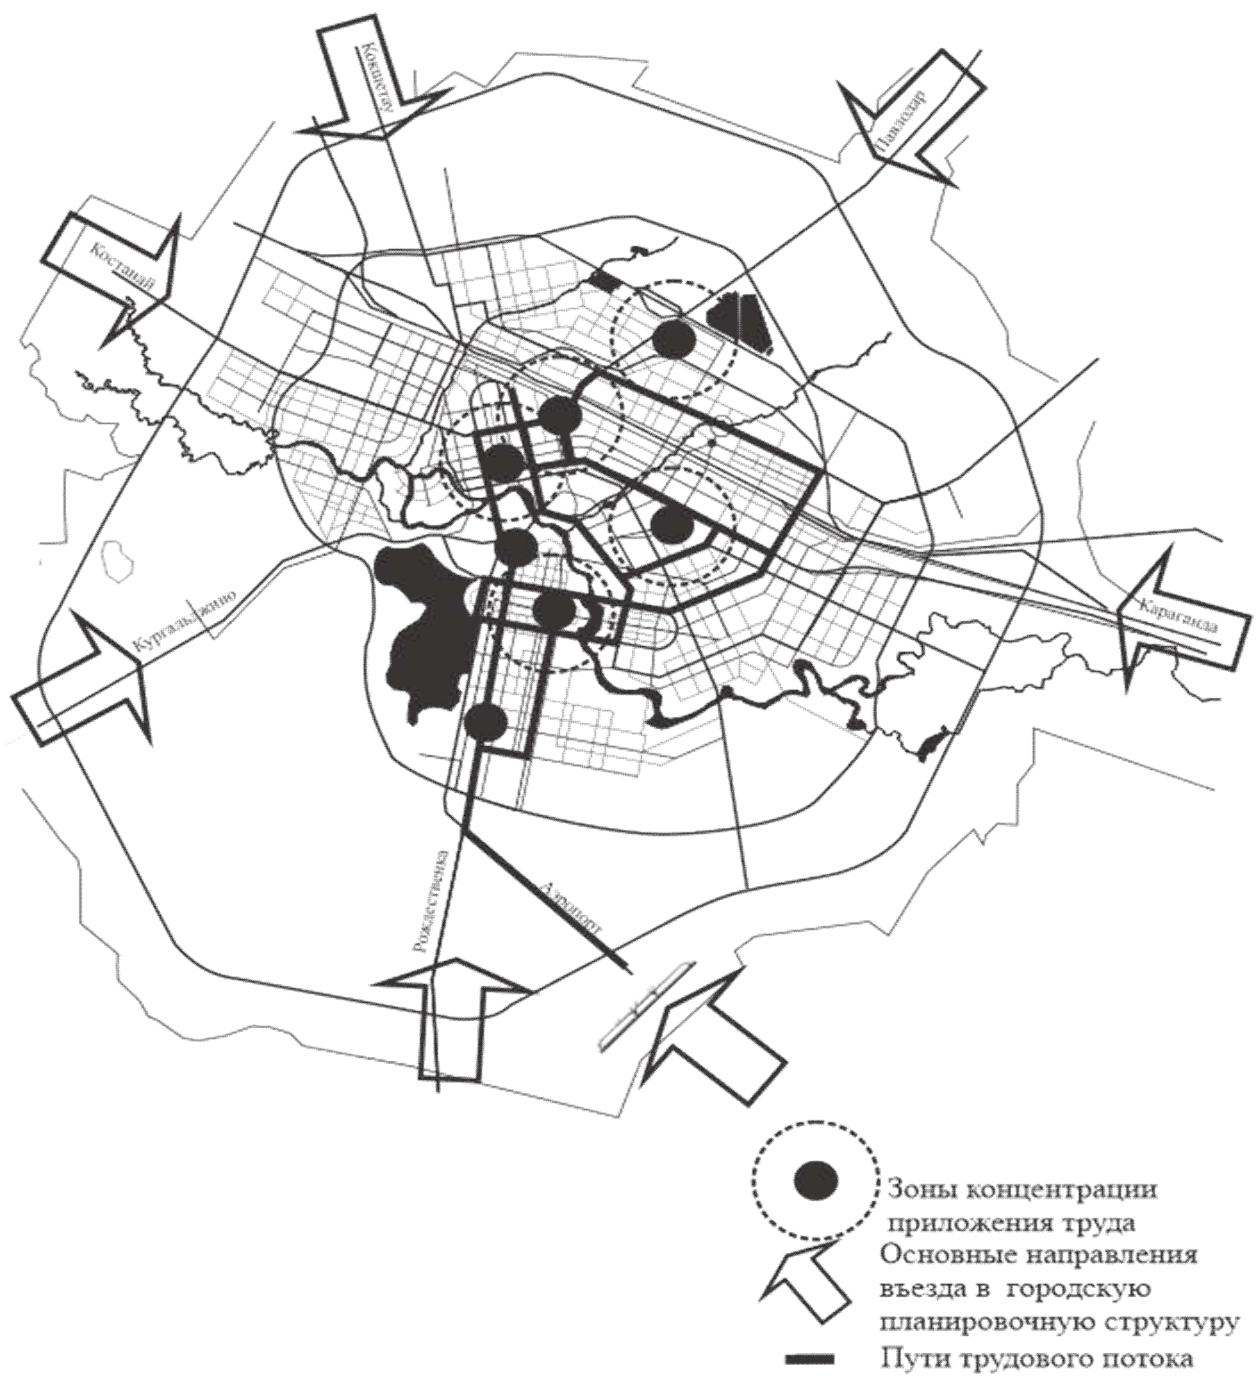 Кокшетау
Павлодар
Костанай
Караганда
Кургальжино
Рождественка
Аэропорт
Зоны концентрации
приложения труда
Основные направления
въезда в городскую
планировочную структуру
Пути трудового потока